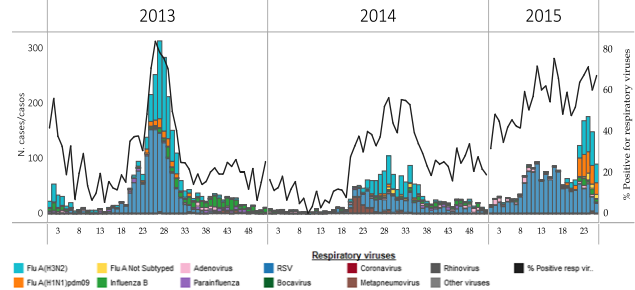 2013 2014 2015
300 80
60
200
N. cases/casos % Positive for respiratory viruses
40
100
20
0 0
3 8 13 18 23 28 33 38 43 48 3 8 13 18 23 28 33 38 43 48 3 8 13 18 23
Respiratory viruses
Flu A(H3N2) Flu A Not Subtyped Adenovirus RSV Coronavirus Rhinovirus % Positive resp vir..
Flu A(H1N1)pdm09 Influenza B Parainfluenza Bocavirus Metapneumovirus Other viruses